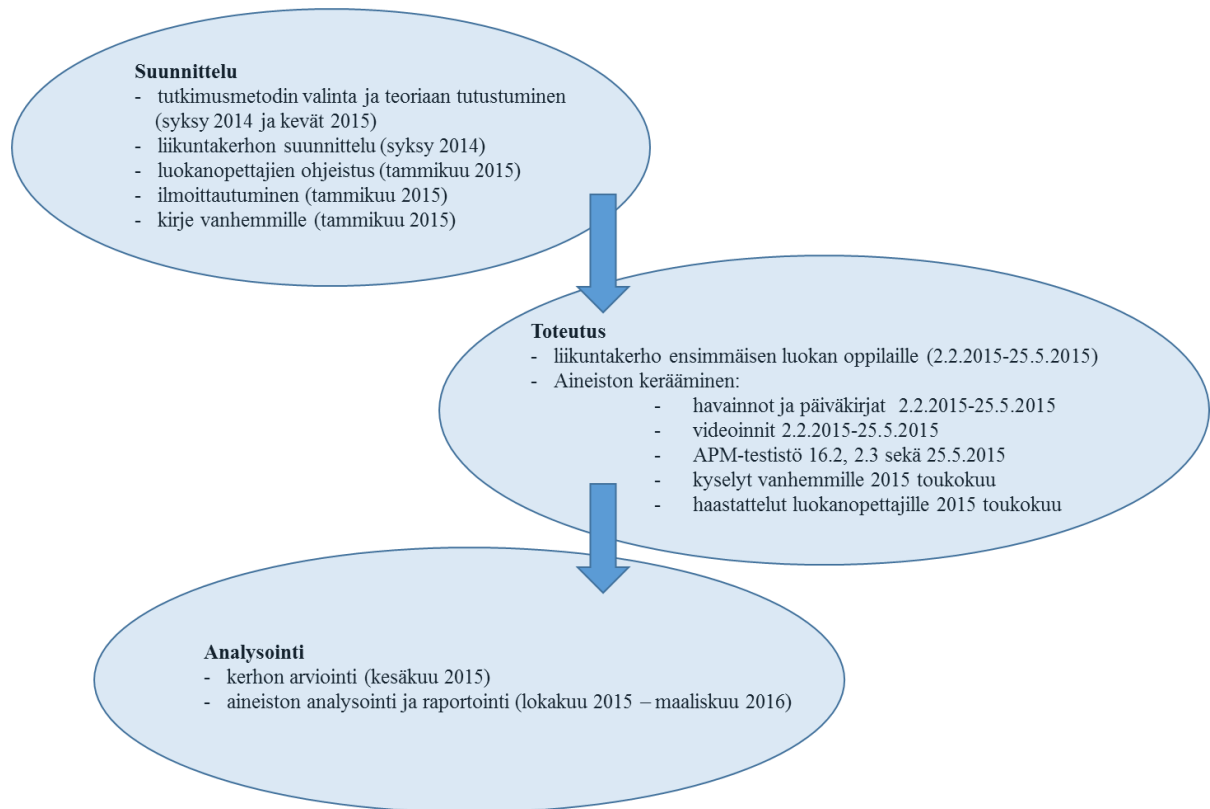 Suunnittelu
- tutkimusmetodin valinta ja teoriaan tutustuminen
(syksy 2014 ja kevät 2015)
- liikuntakerhon suunnittelu (syksy 2014)
- luokanopettajien ohjeistus (tammikuu 2015)
- ilmoittautuminen (tammikuu 2015)
- kirje vanhemmille (tammikuu 2015)
Toteutus
- liikuntakerho ensimmäisen luokan oppilaille (2.2.2015-25.5.2015)
- Aineiston kerääminen:
- havainnot ja päiväkirjat 2.2.2015-25.5.2015
- videoinnit 2.2.2015-25.5.2015
- APM-testistö 16.2, 2.3 sekä 25.5.2015
- kyselyt vanhemmille 2015 toukokuu
- haastattelut luokanopettajille 2015 toukokuu
Analysointi
- kerhon arviointi (kesäkuu 2015)
- aineiston analysointi ja raportointi (lokakuu 2015 – maaliskuu 2016)